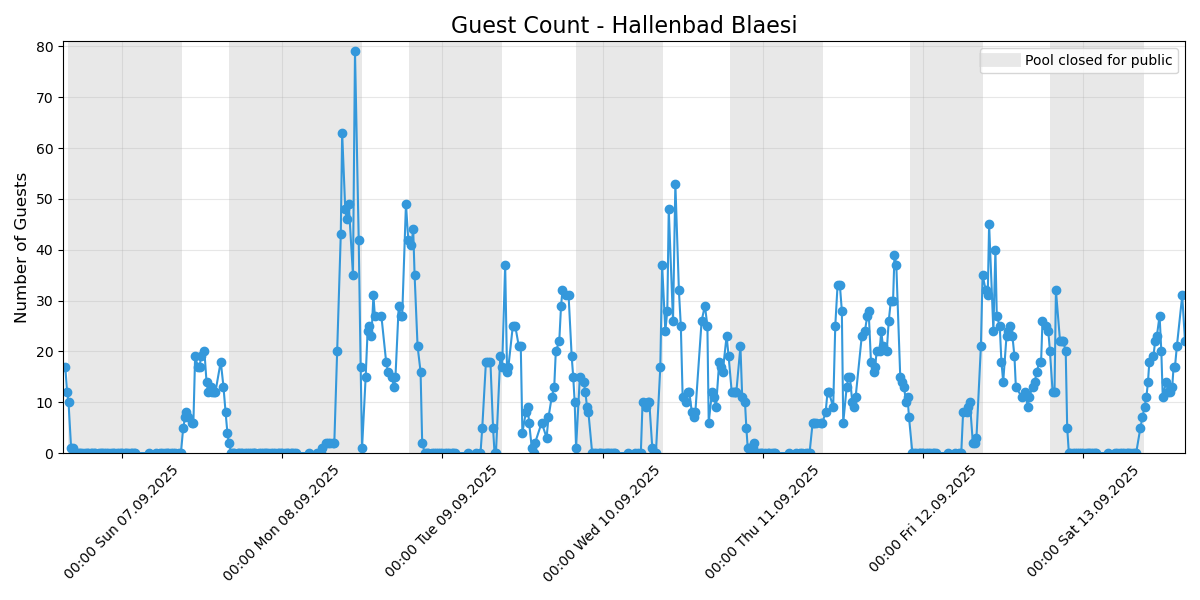 Guest Count - Hallenbad Blaesi
Pool closed for public
Number of Guests
80
70
60
50
40
30
20
10
0
00:00 Sun 07.09.2025
00:00 Mon 08.09.2025
00:00 Tue 09.09.2025
00:00 Wed 10.09.2025
00:00 Thu 11.09.2025
00:00 Fri 12.09.2025
00:00 Sat 13.09.2025